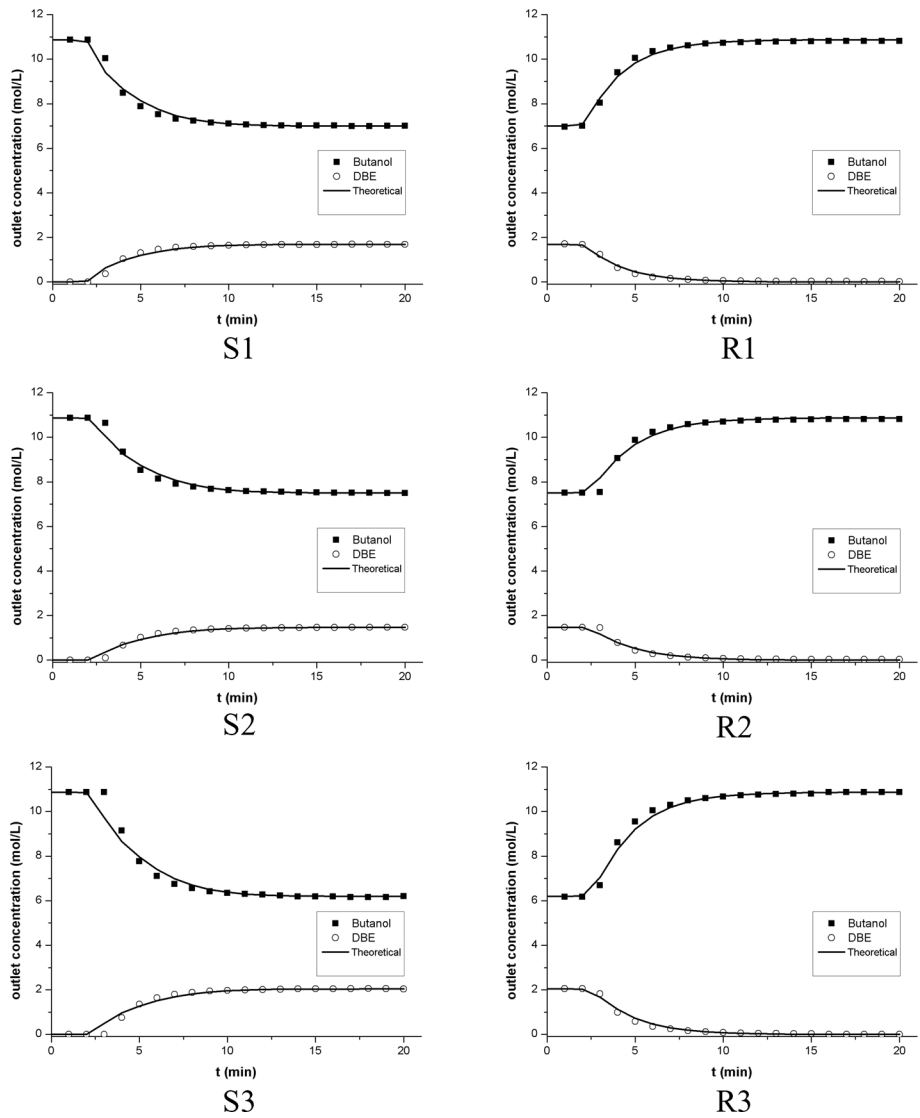 12
10
8
6
4
2
0
outlet concentration (mol/L)
Butanol
DBE
Theoretical
0 5 10 15 20
t (min)
S1
12
10
8
6
4
2
0
outlet concentration (mol/L)
Butanol
DBE
Theoretical
0 5 10 15 20
t (min)
R1
12
10
8
6
4
2
0
outlet concentration (mol/L)
Butanol
DBE
Theoretical
0 5 10 15 20
t (min)
S2
12
10
8
6
4
2
0
outlet concentration (mol/L)
Butanol
DBE
Theoretical
0 5 10 15 20
t (min)
R2
12
10
8
6
4
2
0
outlet concentration (mol/L)
Butanol
DBE
Theoretical
0 5 10 15 20
t (min)
S3
12
10
8
6
4
2
0
outlet concentration (mol/L)
Butanol
DBE
Theoretical
0 5 10 15 20
t (min)
R3